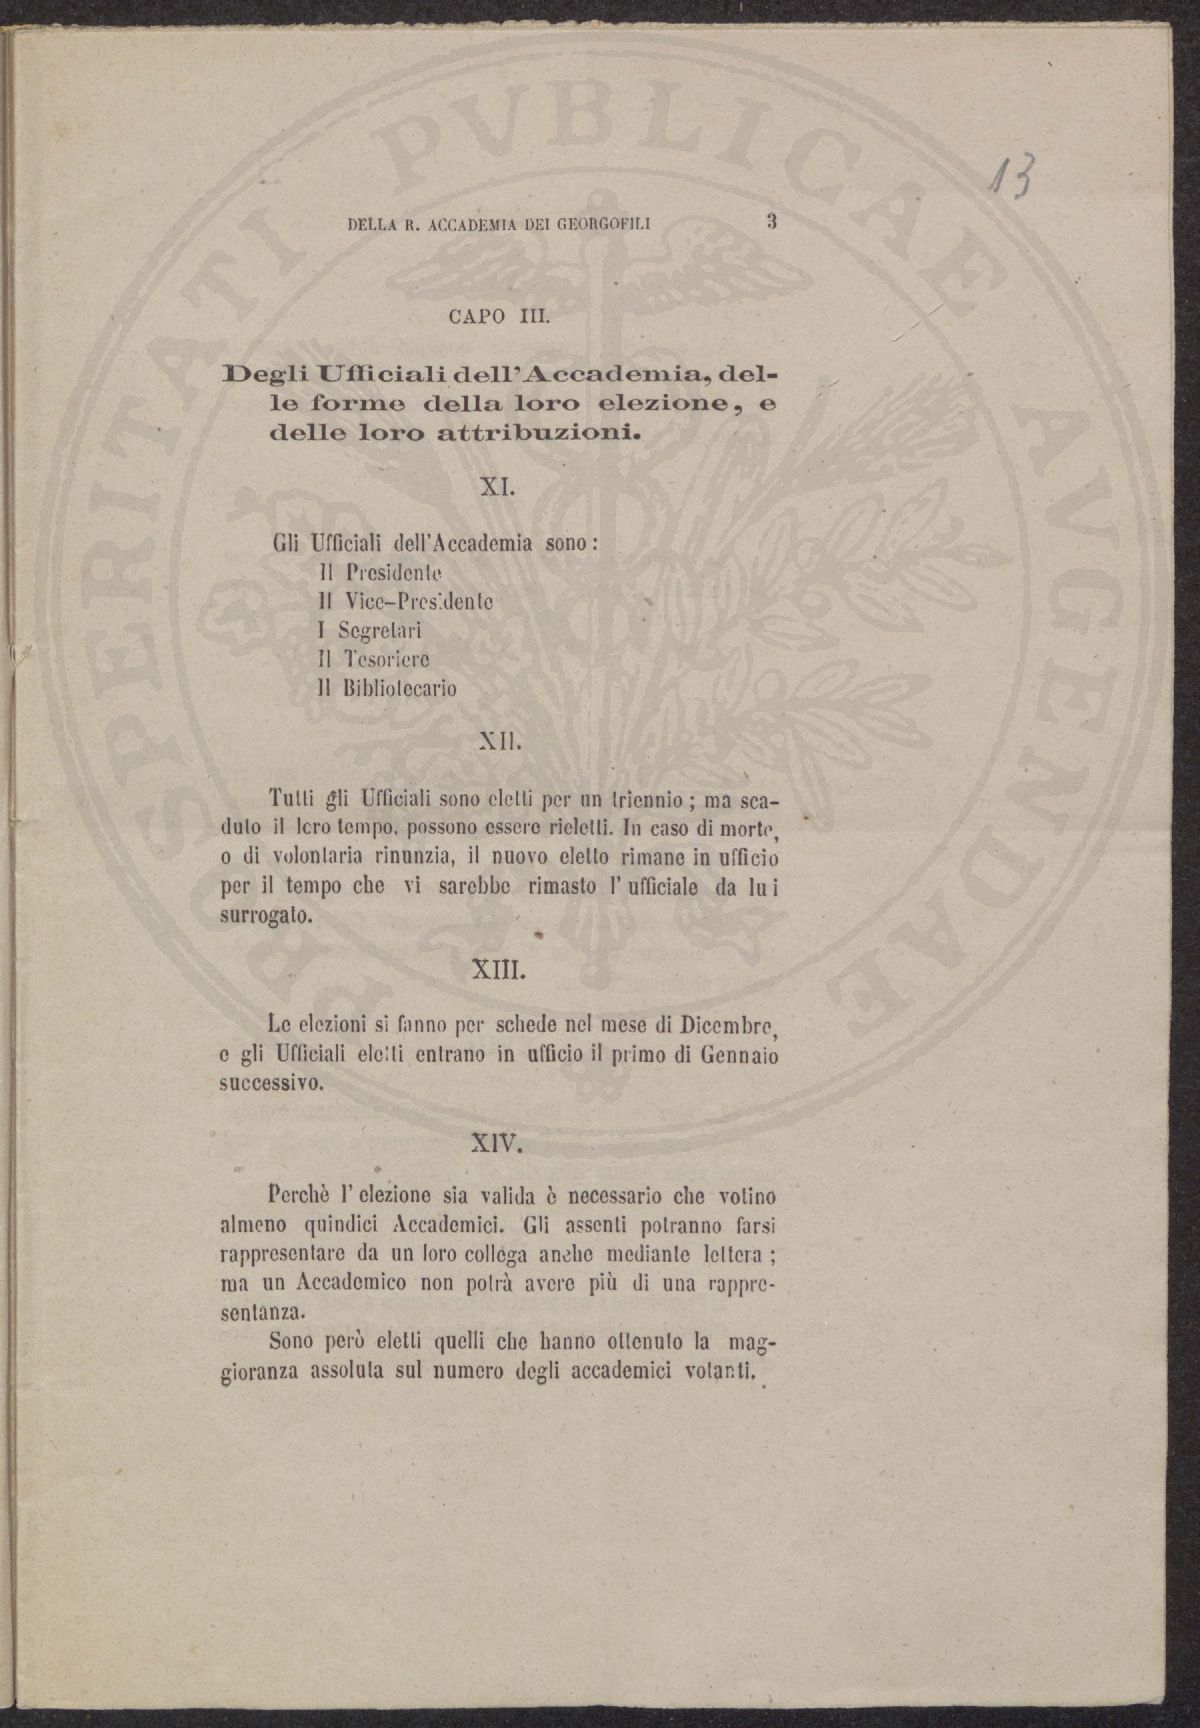 13
DELLA R. ACCADEMIA DEI GEORGOFILI 3
CAPO III.
Degli Ufficiali dell'Accademia, del-
le forme della loro elezione, e
delle loro attribuzioni.
XI.
Gli Ufficiali dell'Accademia sono:
Il Presidente
Il Vice-Presidente
I Segretari
Il Tesoriere
Il Bibliotecario
XII.
Tutti gli Ufficiali sono eletti per un triennio; ma sca-
duto il loro tempo, possono essere rieletti. In caso di morte,
o di volontaria rinunzia, il nuovo eletto rimane in ufficio
per il tempo che vi sarebbe rimasto l'ufficiale da lui
surrogato.
XIII.
Le elezioni si fanno per schede nel mese di Dicembre,
e gli Ufficiali eletti entrano in ufficio il primo di Gennaio
successivo.
XIV.
Perchè l'elezione sia valida è necessario che votino
almeno quindici Accademici. Gli assenti potranno farsi
rappresentare da un loro collega anche mediante lettera;
ma un Accademico non potrà avere più di una rappre-
sentanza.
Sono però eletti quelli che hanno ottenuto la mag-
gioranza assoluta sul numero degli accademici votanti.
PROSPERITATI PVBLICAE AVGENDAE